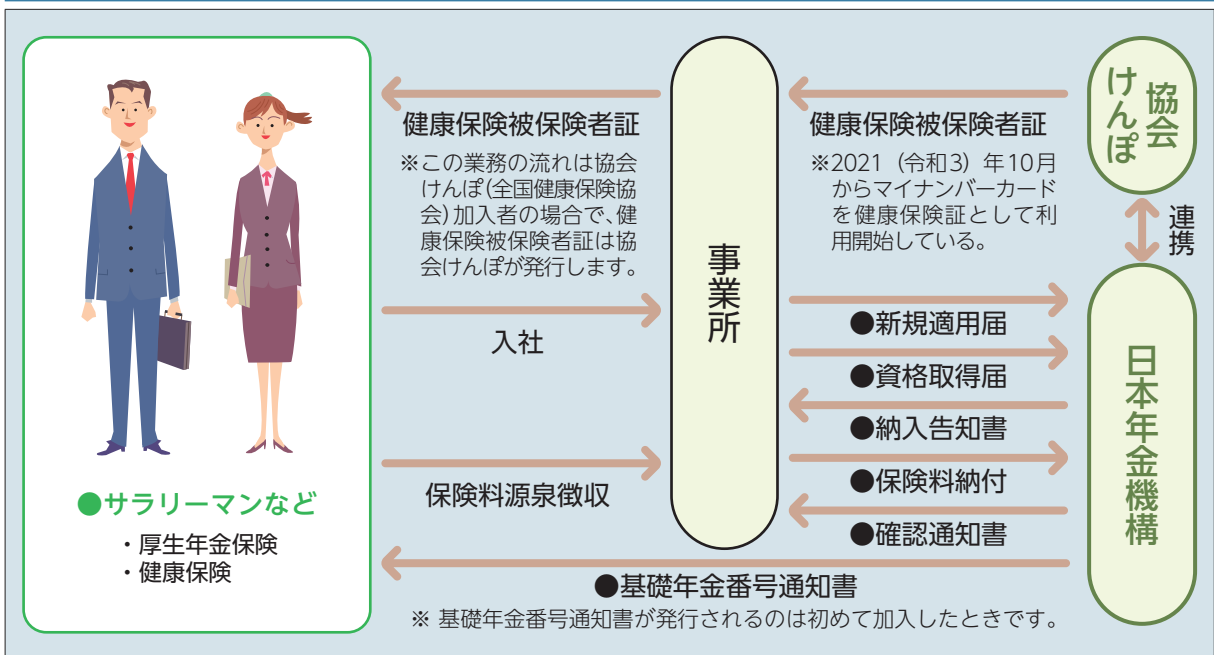 ●サラリーマンなど
・厚生年金保険
・健康保険
健康保険被保険者証
※この業務の流れは協会
けんぽ(全国健康保険協
会)加入者の場合で、健
康保険被保険者証は協
会けんぽが発行します。
入社
保険料源泉徴収
事業所
健康保険被保険者証
※2021(令和3)年10月
からマイナンバーカード
を健康保険証として利
用開始している。
●新規適用届
●資格取得届
●納入告知書
●保険料納付
●確認通知書
協会
けんぽ
連携
日本年金機構
●基礎年金番号通知書
※ 基礎年金番号通知書が発行されるのは初めて加入したときです。